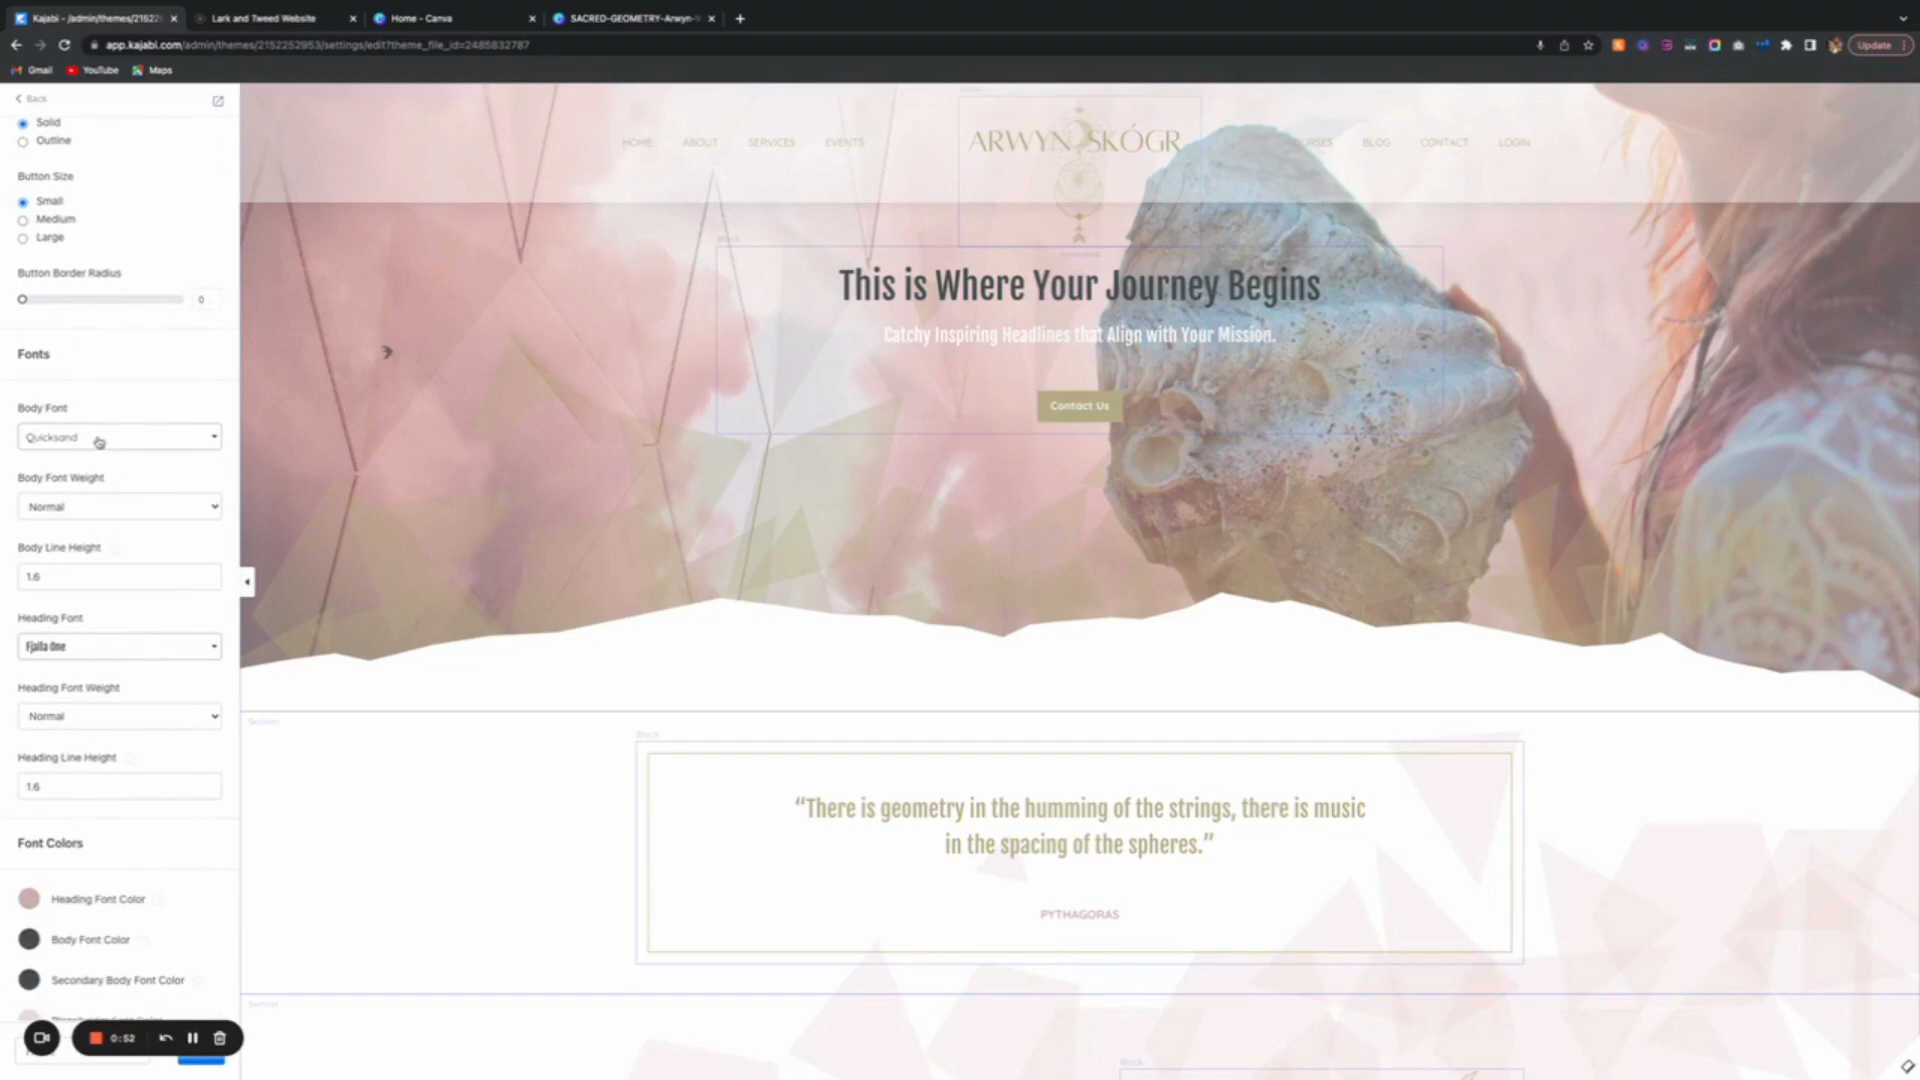 Kajabi - /admin/themes/21522
Lark and Tweed Website
Home - Canva
SACRED-GEOMETRY-Arwyn-
app.kajabi.com/admin/themes/2152252953/settings/edit?theme_file_id=2485832787
Update
Gmail
YouTube
Maps
Back
Solid
Outline
Button Size
Small
Medium
Large
Button Border Radius
0
Fonts
Body Font
Quicksand
Body Font Weight
Normal
Body Line Height
1.6
Heading Font
Fjalla One
Heading Font Weight
Normal
Heading Line Height
1.6
Font Colors
Heading Font Color
Body Font Color
Secondary Body Font Color
0:52
HOME
ABOUT
SERVICES
EVENTS
ARWYN SKÓGR
COURSES
BLOG
CONTACT
LOGIN
Block
This is Where Your Journey Begins
Catchy Inspiring Headlines that Align with Your Mission.
Contact Us
Section
Block
“There is geometry in the humming of the strings, there is music
in the spacing of the spheres.”
PYTHAGORAS
Section
Block